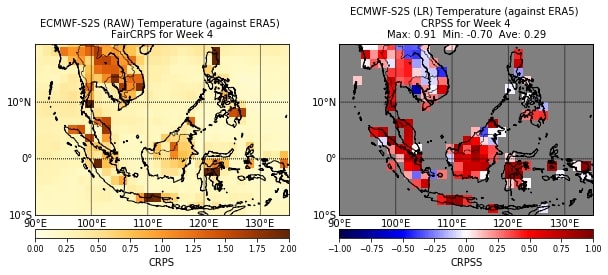 ECMWF-S2S (RAW) Temperature (against ERA5)
FairCRPS for Week 4
10°N
0°
10°S
90°E 100°E 110°E 120°E 130°E
0.00 0.25 0.50 0.75 1.00 1.25 1.50 1.75 2.00
CRPS
ECMWF-S2S (LR) Temperature (against ERA5)
CRPSS for Week 4
Max: 0.91 Min: -0.70 Ave: 0.29
10°N
0°
10°S
90°E 100°E 110°E 120°E 130°E
−1.00 −0.75 −0.50 −0.25 0.00 0.25 0.50 0.75 1.00
CRPSS